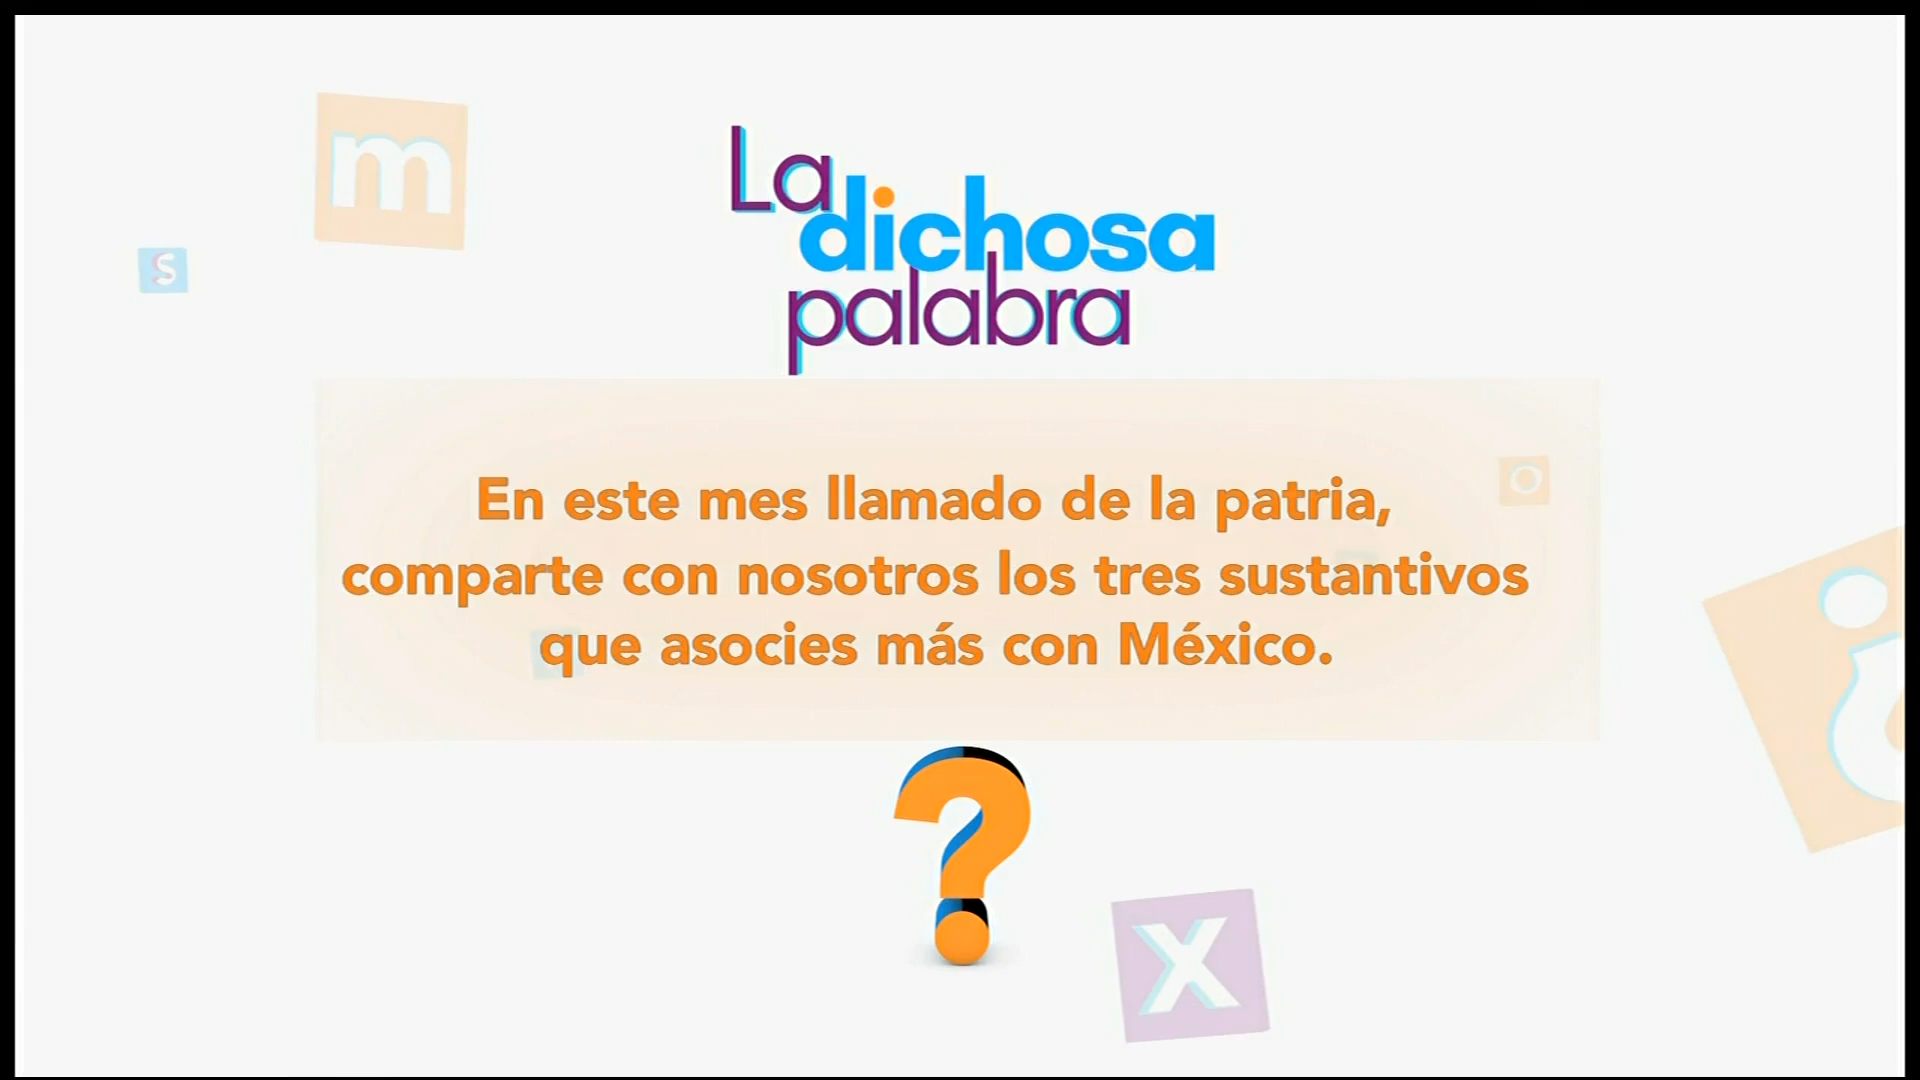 m
s
La
dichosa
palabra
En este mes llamado de la patria,
comparte con nosotros los tres sustantivos
que asocies más con México.
o
¿
?
x